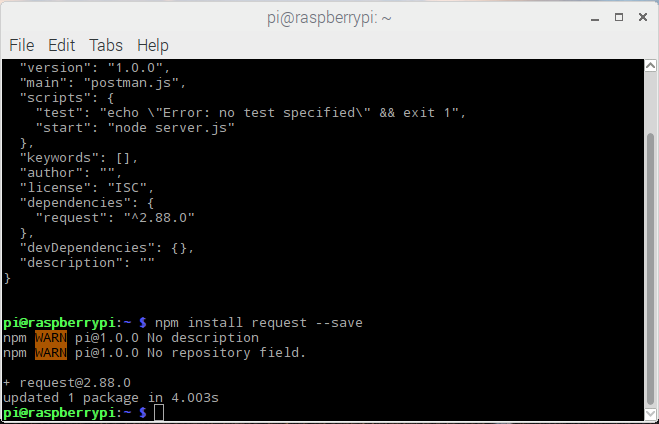 pi@raspberrypi: ~
File Edit Tabs Help
"version": "1.0.0",
"main": "postman.js",
"scripts": {
"test": "echo \"Error: no test specified\" && exit 1",
"start": "node server.js"
},
"keywords": [],
"author": "",
"license": "ISC",
"dependencies": {
"request": "^2.88.0"
},
"devDependencies": {},
"description": ""
}
pi@raspberrypi:~ $ npm install request --save
npm WARN pi@1.0.0 No description
npm WARN pi@1.0.0 No repository field.
+ request@2.88.0
updated 1 package in 4.003s
pi@raspberrypi:~ $